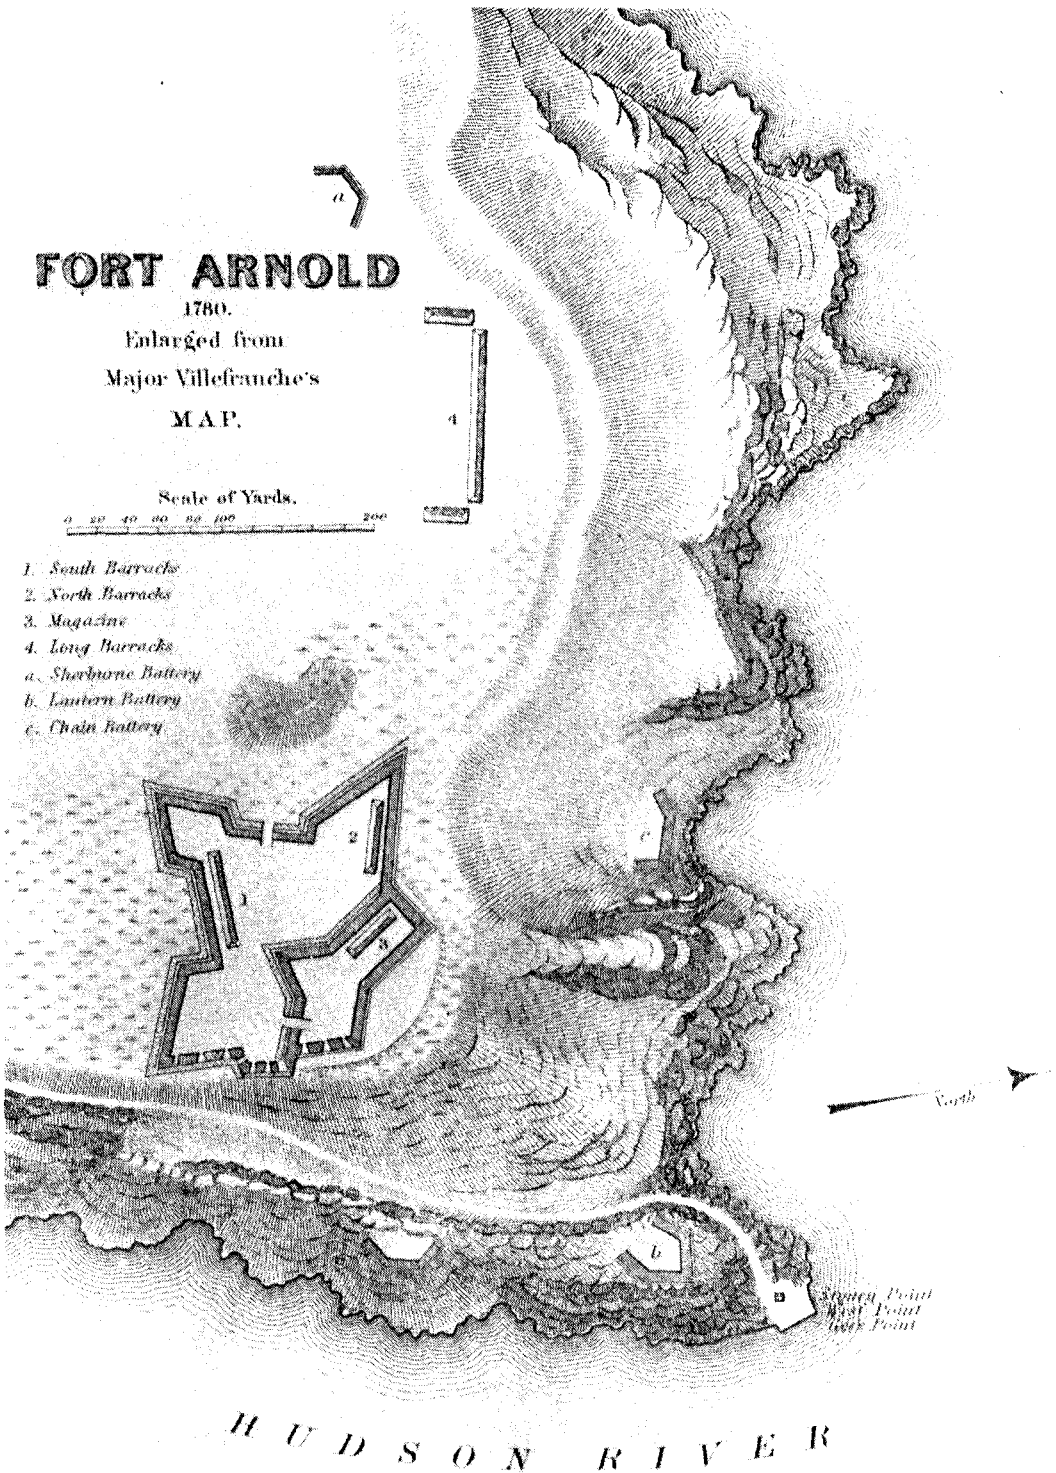 a
FORT ARNOLD
1780.
Enlarged from
Major Villefranche's
MAP.
4
Scale of Yards.
0 20 40 60 80 100 200
1. South Barracks
2. North Barracks
3. Magazine
4. Long Barracks
a. Sherburne Battery
b. Lantern Battery
c. Chain Battery
2
c
1
3
North
b
West Point
Point
HUDSON RIVER